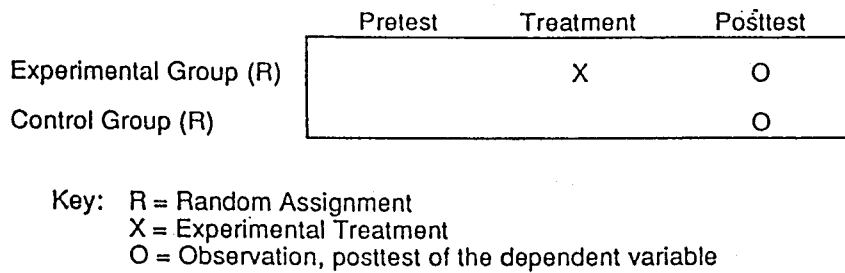 Pretest Treatment Posttest
Experimental Group (R) X O
Control Group (R) O
Key: R = Random Assignment
X = Experimental Treatment
O = Observation, posttest of the dependent variable